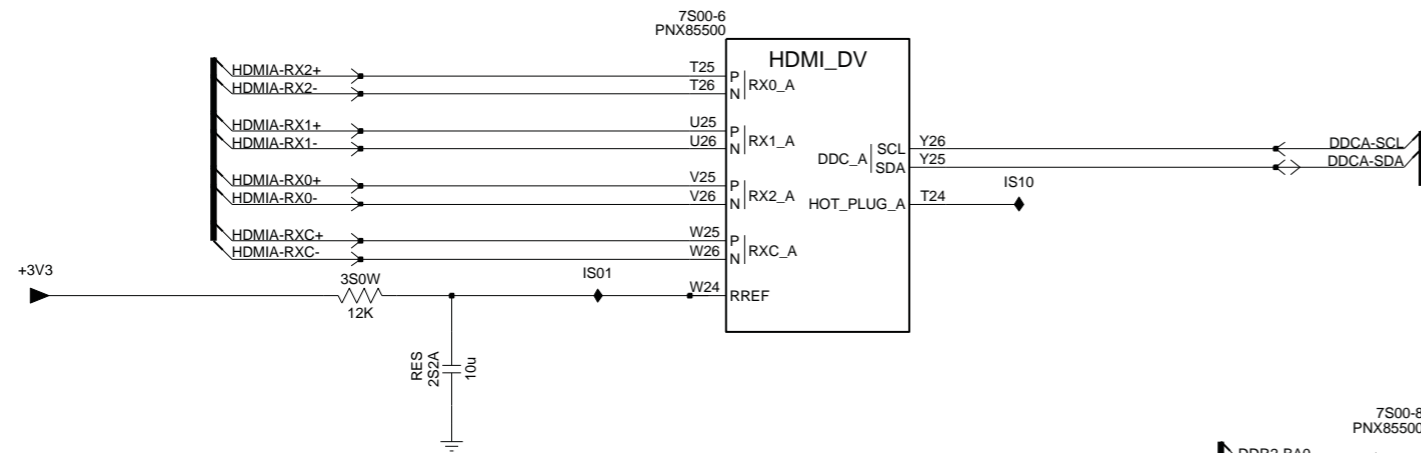 7S00-6
PNX85500
HDMI_DV
HDMIA-RX2+
T25
P
HDMIA-RX2-
T26
N
RX0_A
HDMIA-RX1+
U25
P
HDMIA-RX1-
U26
N
RX1_A
HDMIA-RX0+
V25
P
HDMIA-RX0-
V26
N
RX2_A
HDMIA-RXC+
W25
P
HDMIA-RXC-
W26
N
RXC_A
DDC_A
SCL
Y26
DDCA-SCL
SDA
Y25
DDCA-SDA
HOT_PLUG_A
T24
IS10
+3V3
3S0W
12K
IS01
W24
RREF
RES
2S2A
10u
7S00-8
PNX85500